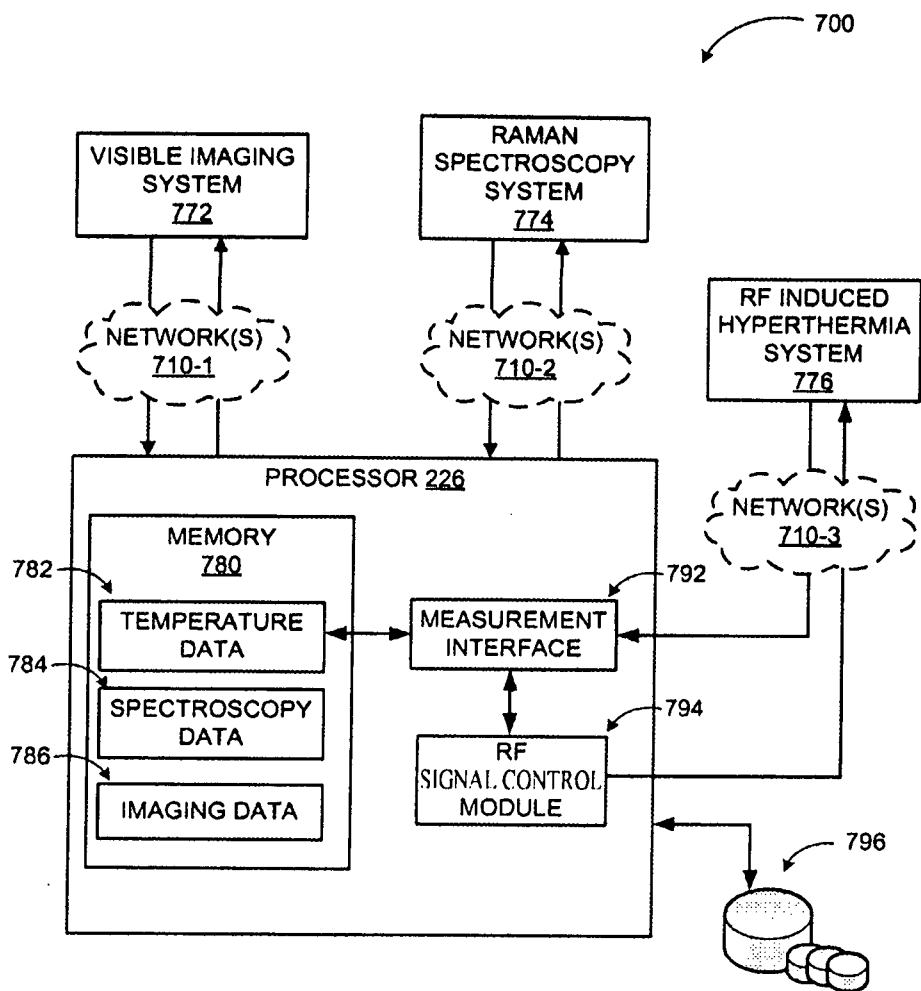 700
VISIBLE IMAGING
SYSTEM
772
RAMAN
SPECTROSCOPY
SYSTEM
774
RF INDUCED
HYPERTHERMIA
SYSTEM
776
NETWORK(S)
710-1
NETWORK(S)
710-2
NETWORK(S)
710-3
PROCESSOR 226
MEMORY
780
782
TEMPERATURE
DATA
784
SPECTROSCOPY
DATA
786
IMAGING DATA
792
MEASUREMENT
INTERFACE
794
RF
SIGNAL CONTROL
MODULE
796